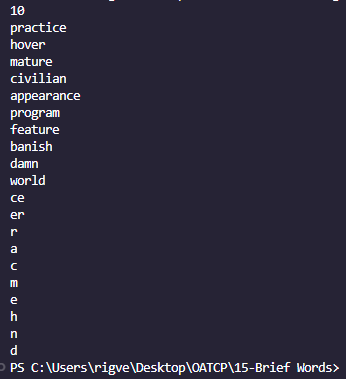 10
practice
hover
mature
civilian
appearance
program
feature
banish
damn
world
ce
er
r
a
c
m
e
h
n
d
PS C:\Users\rigve\Desktop\OATCP\15-Brief Words>